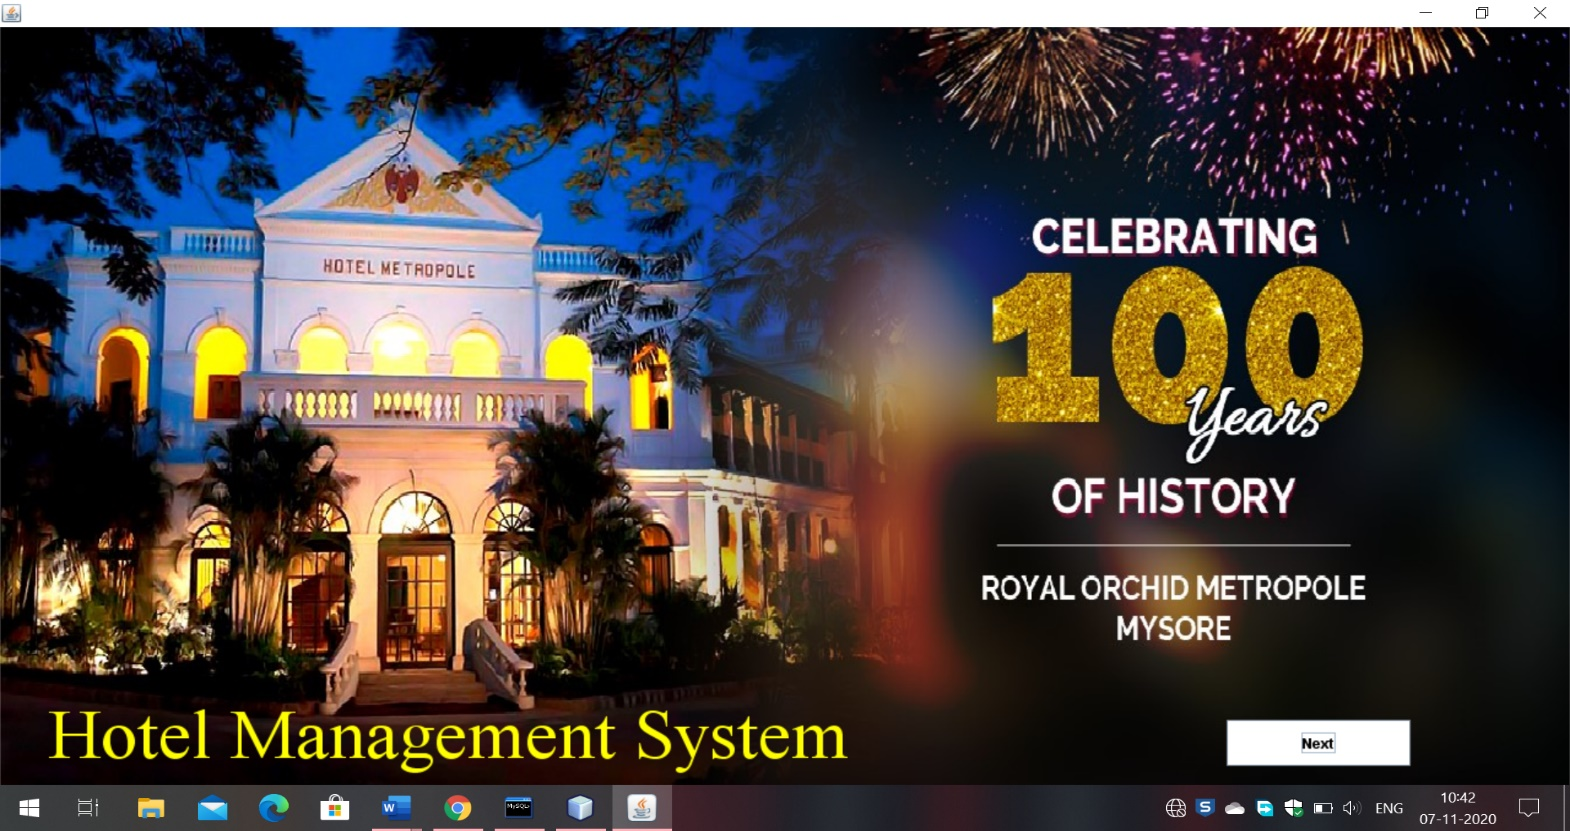 HOTEL METROPOLE
CELEBRATING
100
Years
OF HISTORY
ROYAL ORCHID METROPOLE
MYSORE
Hotel Management System
Next
W
MySQL
S
ENG
10:42
07-11-2020